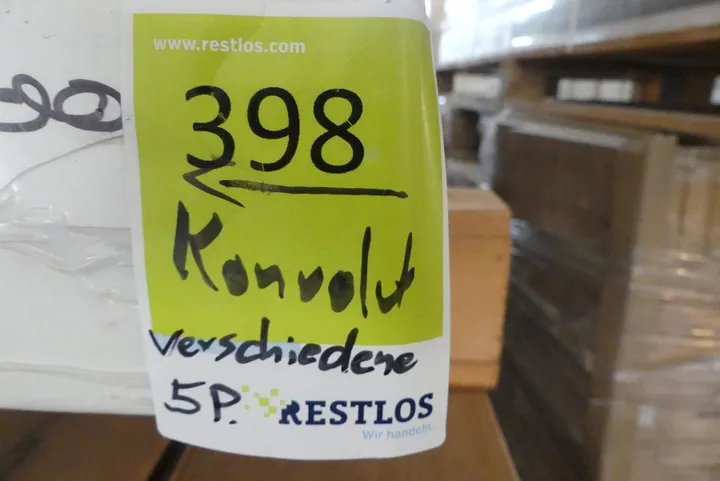 www.restlos.com
398
Konvolut
verschiedene
5P.
RESTLOS
Wir handeln.